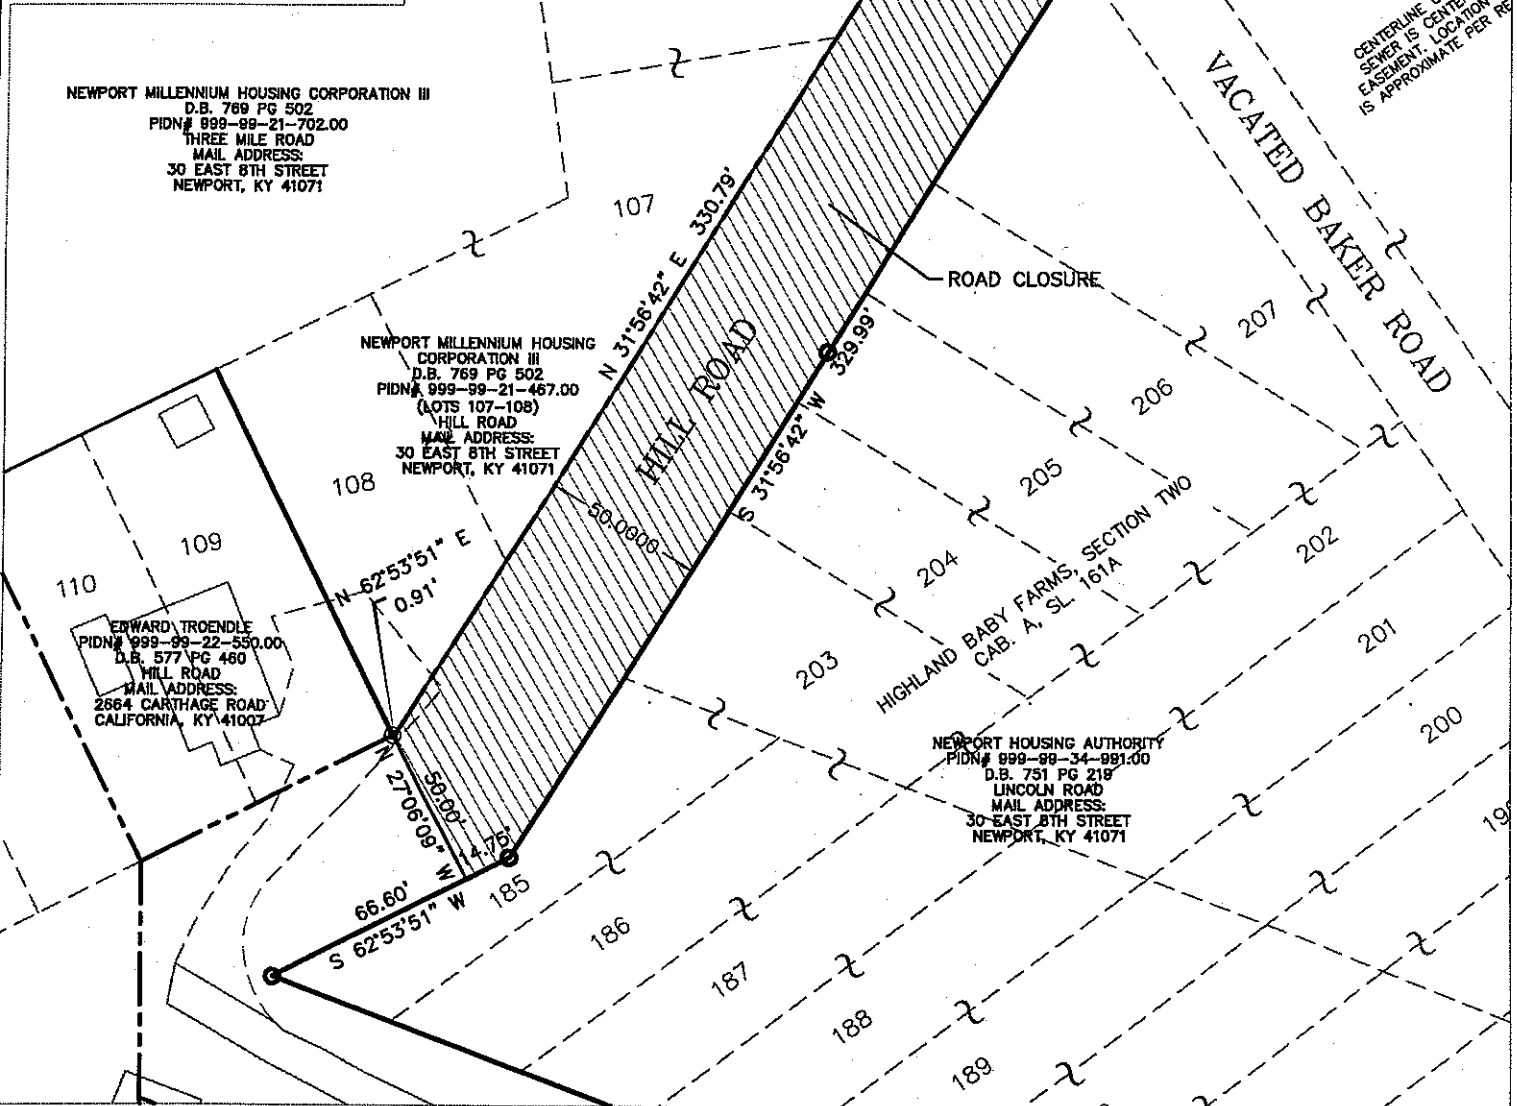 NEWPORT MILLENNIUM HOUSING CORPORATION III
D.B. 769 PG 502
PIDN# 999-99-21-702.00
THREE MILE ROAD
MAIL ADDRESS:
30 EAST 8TH STREET
NEWPORT, KY 41071
CENTERLINE
SEWER IS
EASEMENT. LOCATION
IS APPROXIMATE PER
VACATED BAKER ROAD
107
N 31°56'42" E 330.79'
ROAD CLOSURE
207
NEWPORT MILLENNIUM HOUSING
CORPORATION III
D.B. 769 PG 502
PIDN# 999-99-21-467.00
(LOTS 107-108)
HILL ROAD
MAIL ADDRESS:
30 EAST 8TH STREET
NEWPORT, KY 41071
HILL ROAD
S 31°56'42" W 329.99'
206
205
108
50.0000
109
110
N 62°53'51" E
0.91'
204
HIGHLAND BABY FARMS, SECTION TWO
CAB. A, SL. 161A
202
201
203
200
EDWARD TROENDLE
PIDN# 999-99-22-550.00
D.B. 577 PG 460
HILL ROAD
MAIL ADDRESS:
2664 CARTHAGE ROAD
CALIFORNIA, KY 41007
NEWPORT HOUSING AUTHORITY
PIDN# 999-99-34-991.00
D.B. 751 PG 219
LINCOLN ROAD
MAIL ADDRESS:
30 EAST 8TH STREET
NEWPORT, KY 41071
50.00'
N 27°06'09" W
14.75'
66.60'
S 62°53'51" W
185
186
187
188
189